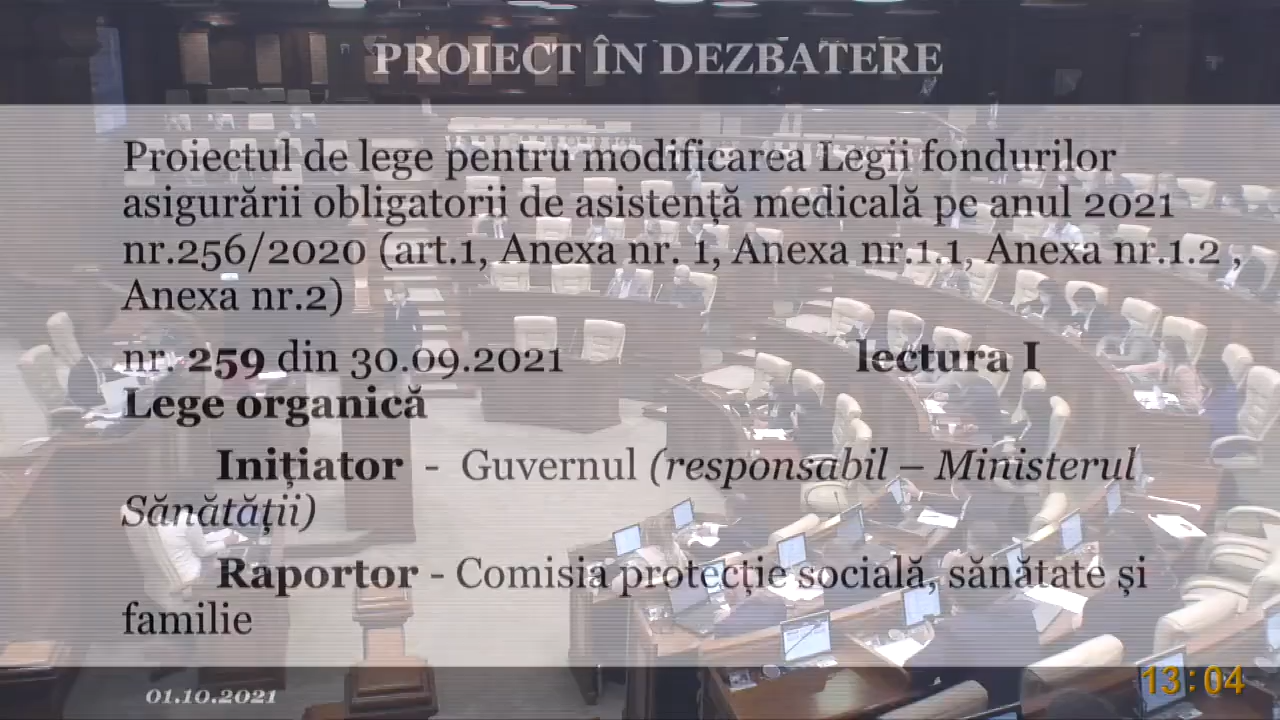 PROIECT ÎN DEZBATERE
Proiectul de lege pentru modificarea Legii fondurilor
asigurării obligatorii de asistență medicală pe anul 2021
nr.256/2020 (art.1, Anexa nr. 1, Anexa nr.1.1, Anexa nr.1.2 ,
Anexa nr.2)
nr. 259 din 30.09.2021 lectura I
Lege organică
Inițiator - Guvernul (responsabil – Ministerul
Sănătății)
Raportor - Comisia protecție socială, sănătate și
familie
01.10.2021 13:04